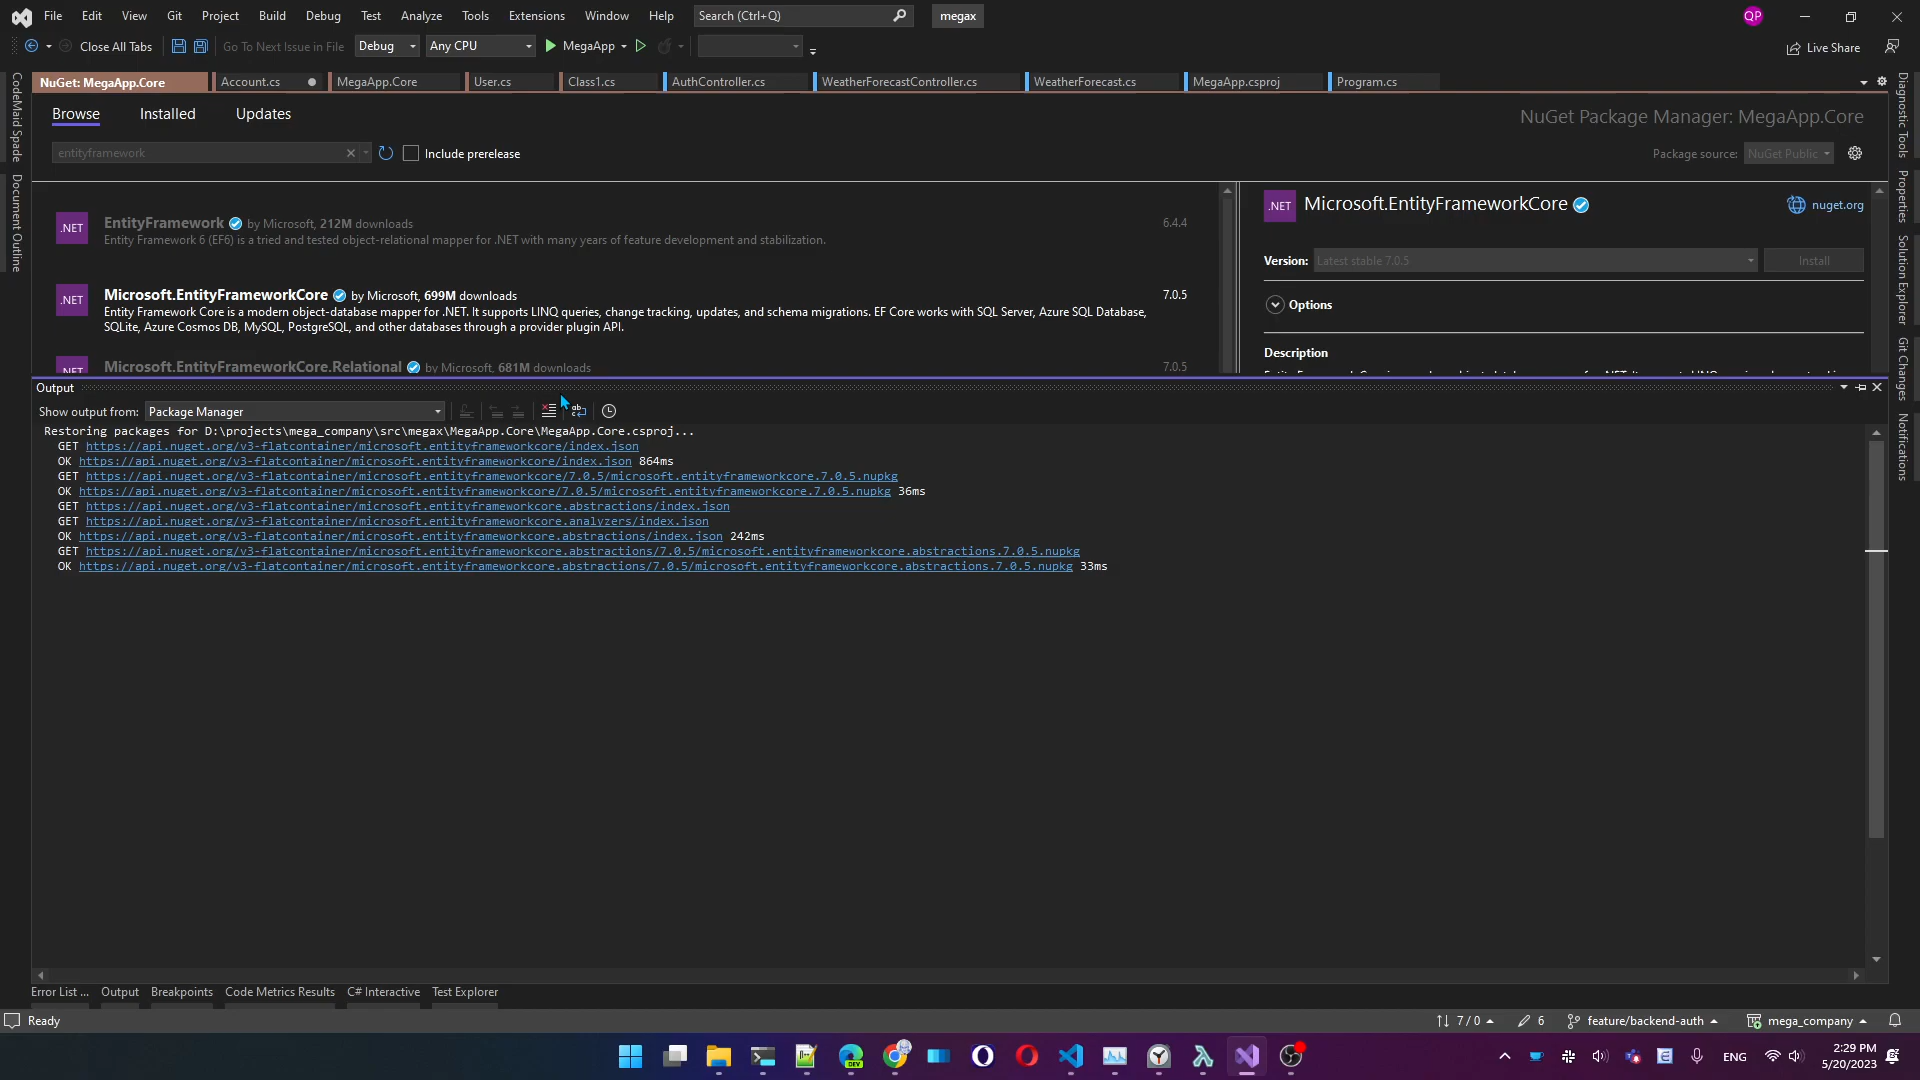 File Edit View Git Project Build Debug Test Analyze Tools Extensions Window Help Search (Ctrl+Q) megax QP
Close All Tabs Go To Next Issue in File Debug Any CPU MegaApp Live Share
NuGet: MegaApp.Core Account.cs MegaApp.Core User.cs Class1.cs AuthController.cs WeatherForecastController.cs WeatherForecast.cs MegaApp.csproj Program.cs
CodeMaid Spade
Document Outline
Browse Installed Updates NuGet Package Manager: MegaApp.Core
entityframework Include prerelease Package source: NuGet Public
.NET EntityFramework by Microsoft, 212M downloads 6.4.4
Entity Framework 6 (EF6) is a tried and tested object-relational mapper for .NET with many years of feature development and stabilization.
.NET Microsoft.EntityFrameworkCore by Microsoft, 699M downloads 7.0.5
Entity Framework Core is a modern object-database mapper for .NET. It supports LINQ queries, change tracking, updates, and schema migrations. EF Core works with SQL Server, Azure SQL Database,
SQLite, Azure Cosmos DB, MySQL, PostgreSQL, and other databases through a provider plugin API.
.NET Microsoft.EntityFrameworkCore.Relational by Microsoft, 681M downloads 7.0.5
.NET Microsoft.EntityFrameworkCore nuget.org
Version: Latest stable 7.0.5 Install
Options
Description
Diagnostic Tools
Properties
Solution Explorer
Git Changes
Notifications
Output
Show output from: Package Manager
Restoring packages for D:\projects\mega_company\src\megax\MegaApp.Core\MegaApp.Core.csproj...
GET https://api.nuget.org/v3-flatcontainer/microsoft.entityframeworkcore/index.json
OK https://api.nuget.org/v3-flatcontainer/microsoft.entityframeworkcore/index.json 864ms
GET https://api.nuget.org/v3-flatcontainer/microsoft.entityframeworkcore/7.0.5/microsoft.entityframeworkcore.7.0.5.nupkg
OK https://api.nuget.org/v3-flatcontainer/microsoft.entityframeworkcore/7.0.5/microsoft.entityframeworkcore.7.0.5.nupkg 36ms
GET https://api.nuget.org/v3-flatcontainer/microsoft.entityframeworkcore.abstractions/index.json
GET https://api.nuget.org/v3-flatcontainer/microsoft.entityframeworkcore.analyzers/index.json
OK https://api.nuget.org/v3-flatcontainer/microsoft.entityframeworkcore.abstractions/index.json 242ms
GET https://api.nuget.org/v3-flatcontainer/microsoft.entityframeworkcore.abstractions/7.0.5/microsoft.entityframeworkcore.abstractions.7.0.5.nupkg
OK https://api.nuget.org/v3-flatcontainer/microsoft.entityframeworkcore.abstractions/7.0.5/microsoft.entityframeworkcore.abstractions.7.0.5.nupkg 33ms
Error List ... Output Breakpoints Code Metrics Results C# Interactive Test Explorer
Ready 7 / 0 6 feature/backend-auth mega_company
DEV ENG 2:29 PM
5/20/2023